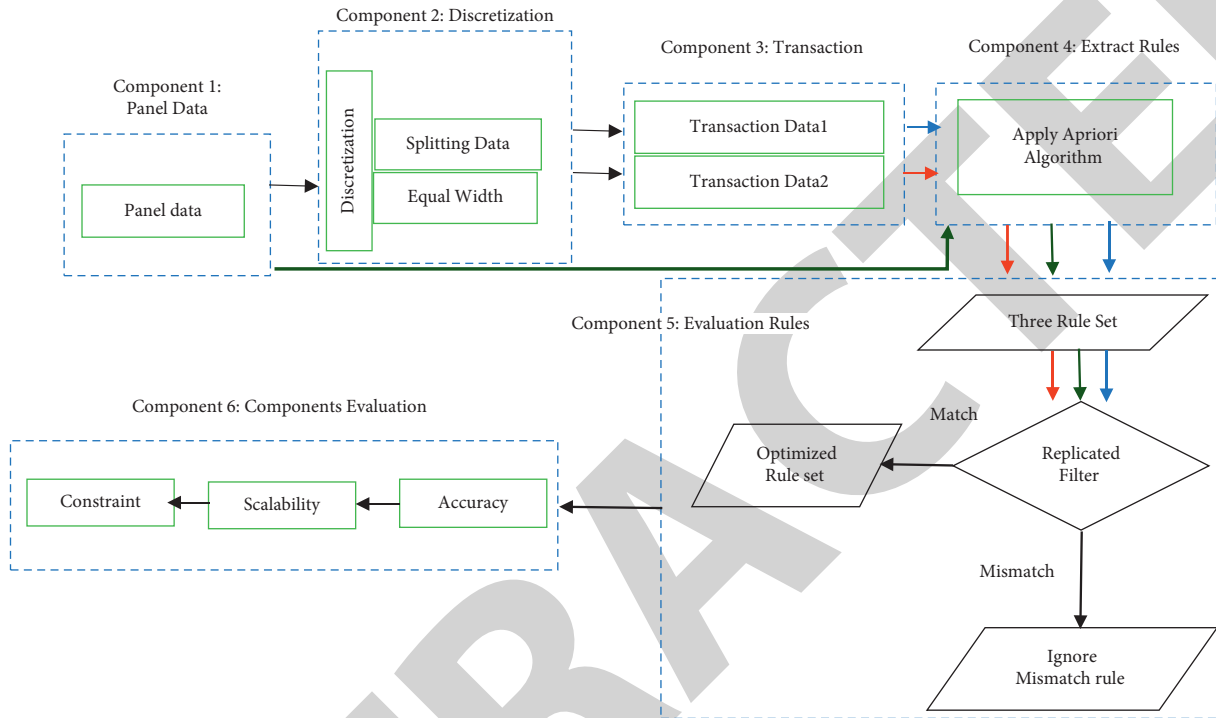 Component 1:
Panel Data
Panel data
Component 2: Discretization
Discretization
Splitting Data
Equal Width
Component 3: Transaction
Transaction Data1
Transaction Data2
Component 4: Extract Rules
Apply Apriori
Algorithm
Component 5: Evaluation Rules
Three Rule Set
Match
Replicated
Filter
Optimized
Rule set
Mismatch
Ignore
Mismatch rule
Component 6: Components Evaluation
Constraint
Scalability
Accuracy